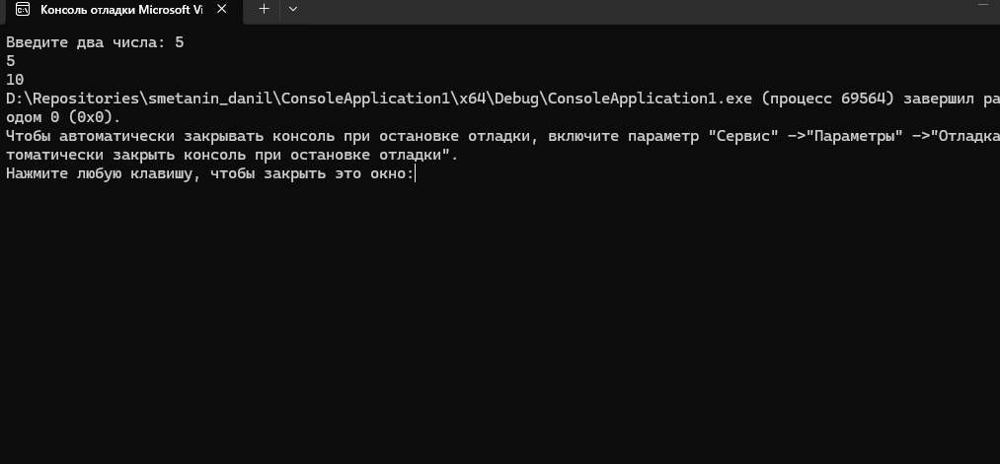 Консоль отладки Microsoft Vi
Введите два числа: 5
5
10
D:\Repositories\smetanin_danil\ConsoleApplication1\x64\Debug\ConsoleApplication1.exe (процесс 69564) завершил ра
одом 0 (0x0).
Чтобы автоматически закрывать консоль при остановке отладки, включите параметр "Сервис" ->"Параметры" ->"Отладка
томатически закрыть консоль при остановке отладки".
Нажмите любую клавишу, чтобы закрыть это окно: